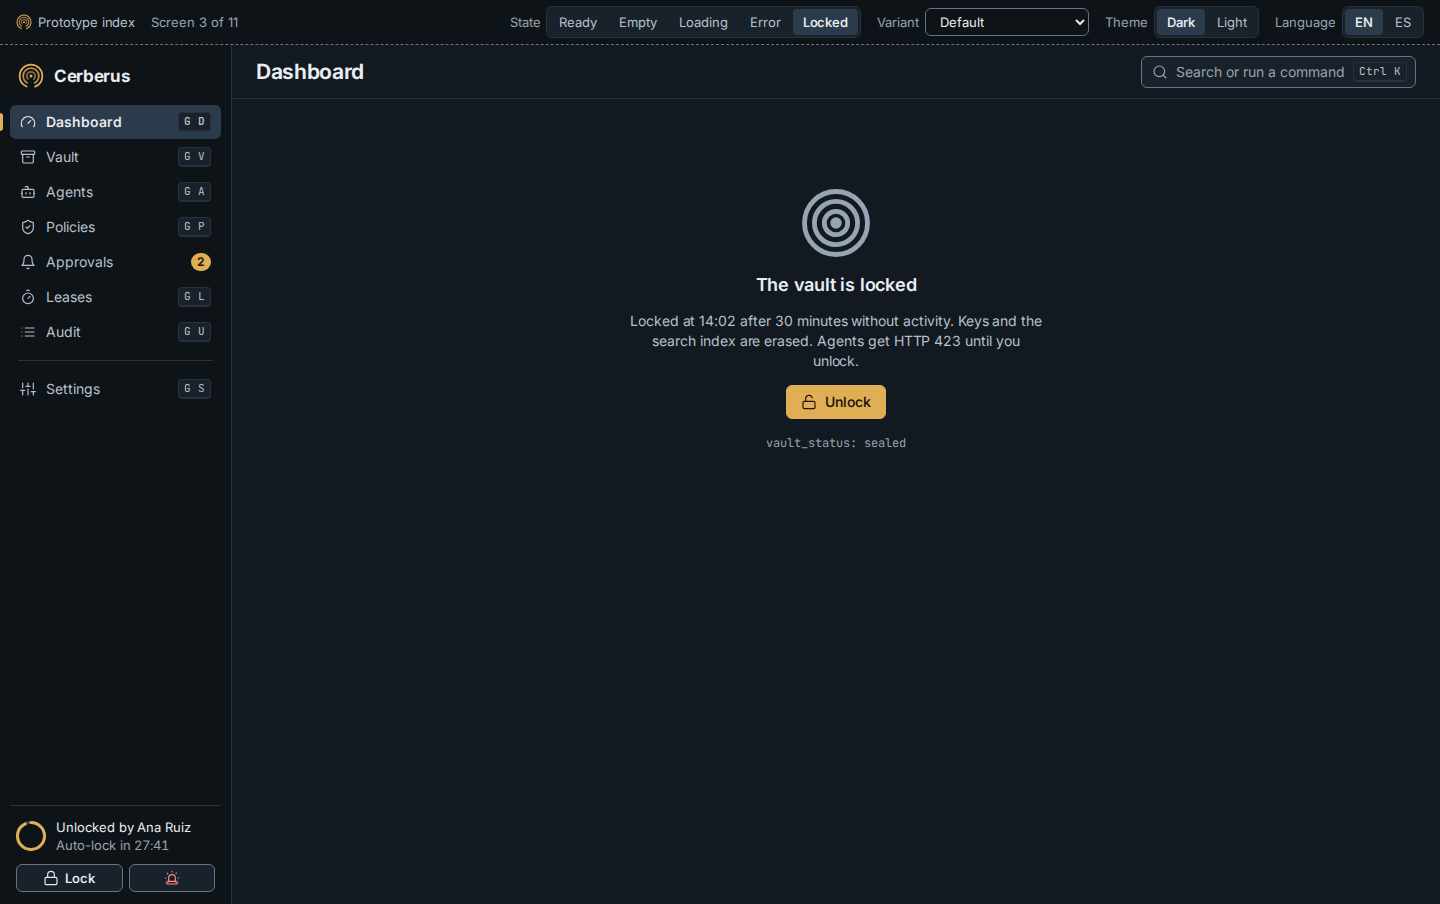 Prototype index Screen 3 of 11 State Ready Empty Loading Error Locked Variant Default Theme Dark Light Language EN ES
Cerberus
Dashboard
Search or run a command Ctrl K
Dashboard G D
Vault G V
Agents G A
Policies G P
Approvals 2
Leases G L
Audit G U
Settings G S
The vault is locked
Locked at 14:02 after 30 minutes without activity. Keys and the
search index are erased. Agents get HTTP 423 until you
unlock.
Unlock
vault_status: sealed
Unlocked by Ana Ruiz
Auto-lock in 27:41
Lock